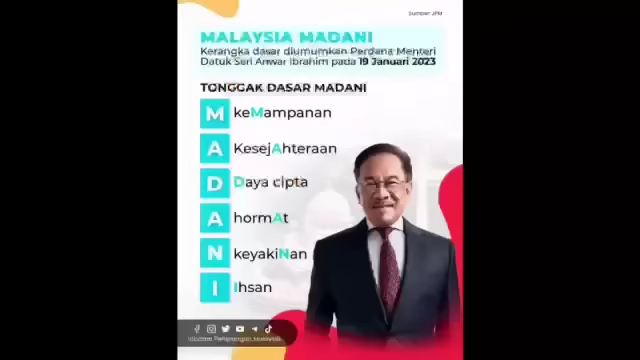 Sumber: JPM
MALAYSIA MADANI
Kerangka dasar diumumkan Perdana Menteri
Datuk Seri Anwar Ibrahim pada 19 Januari 2023
TONGGAK DASAR MADANI
M keMampanan
A KesejAhteraan
D Daya cipta
A hormAt
N keyakiNan
I Ihsan